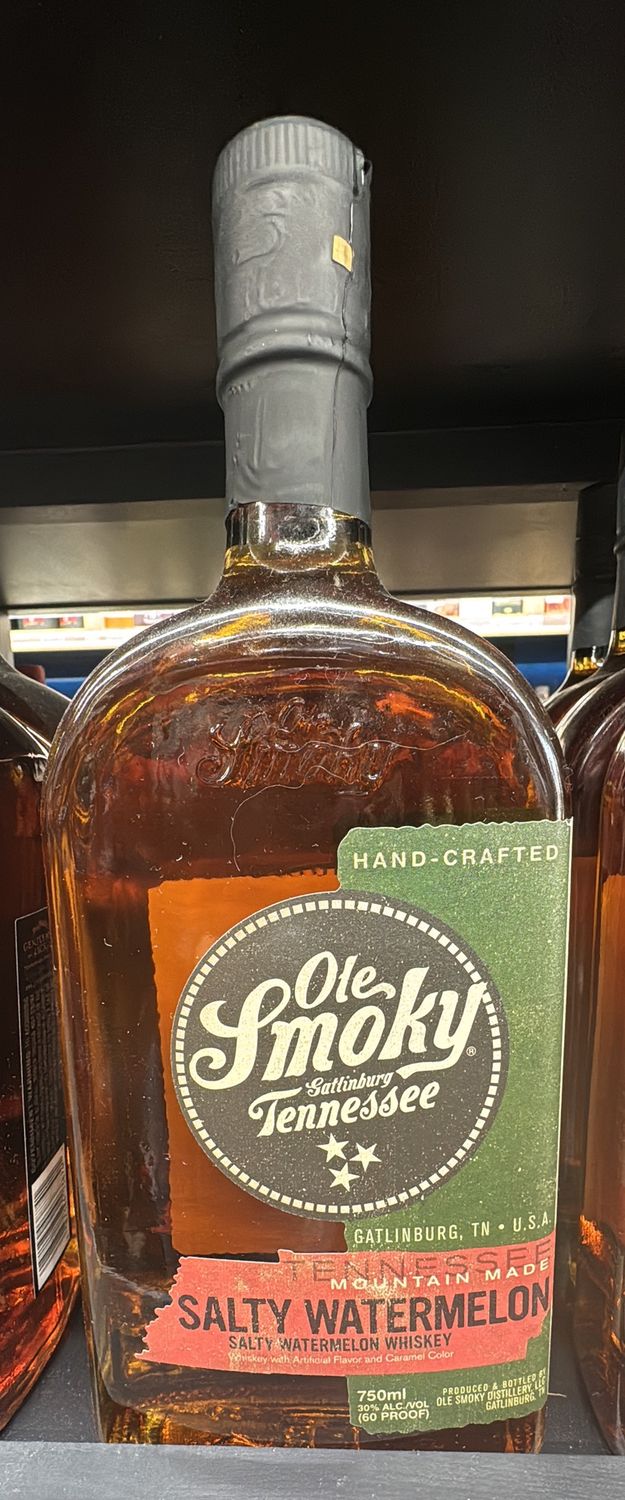 Ole
Smoky
HAND-CRAFTED
Ole
Smoky®
Gatlinburg
Tennessee
GATLINBURG, TN • U.S.A.
TENNESSEE
MOUNTAIN MADE
SALTY WATERMELON
SALTY WATERMELON WHISKEY
Whiskey with Artificial Flavor and Caramel Color
750ml
30% ALC./VOL
(60 PROOF)
PRODUCED & BOTTLED BY
OLE SMOKY DISTILLERY, LLC
GATLINBURG, TN